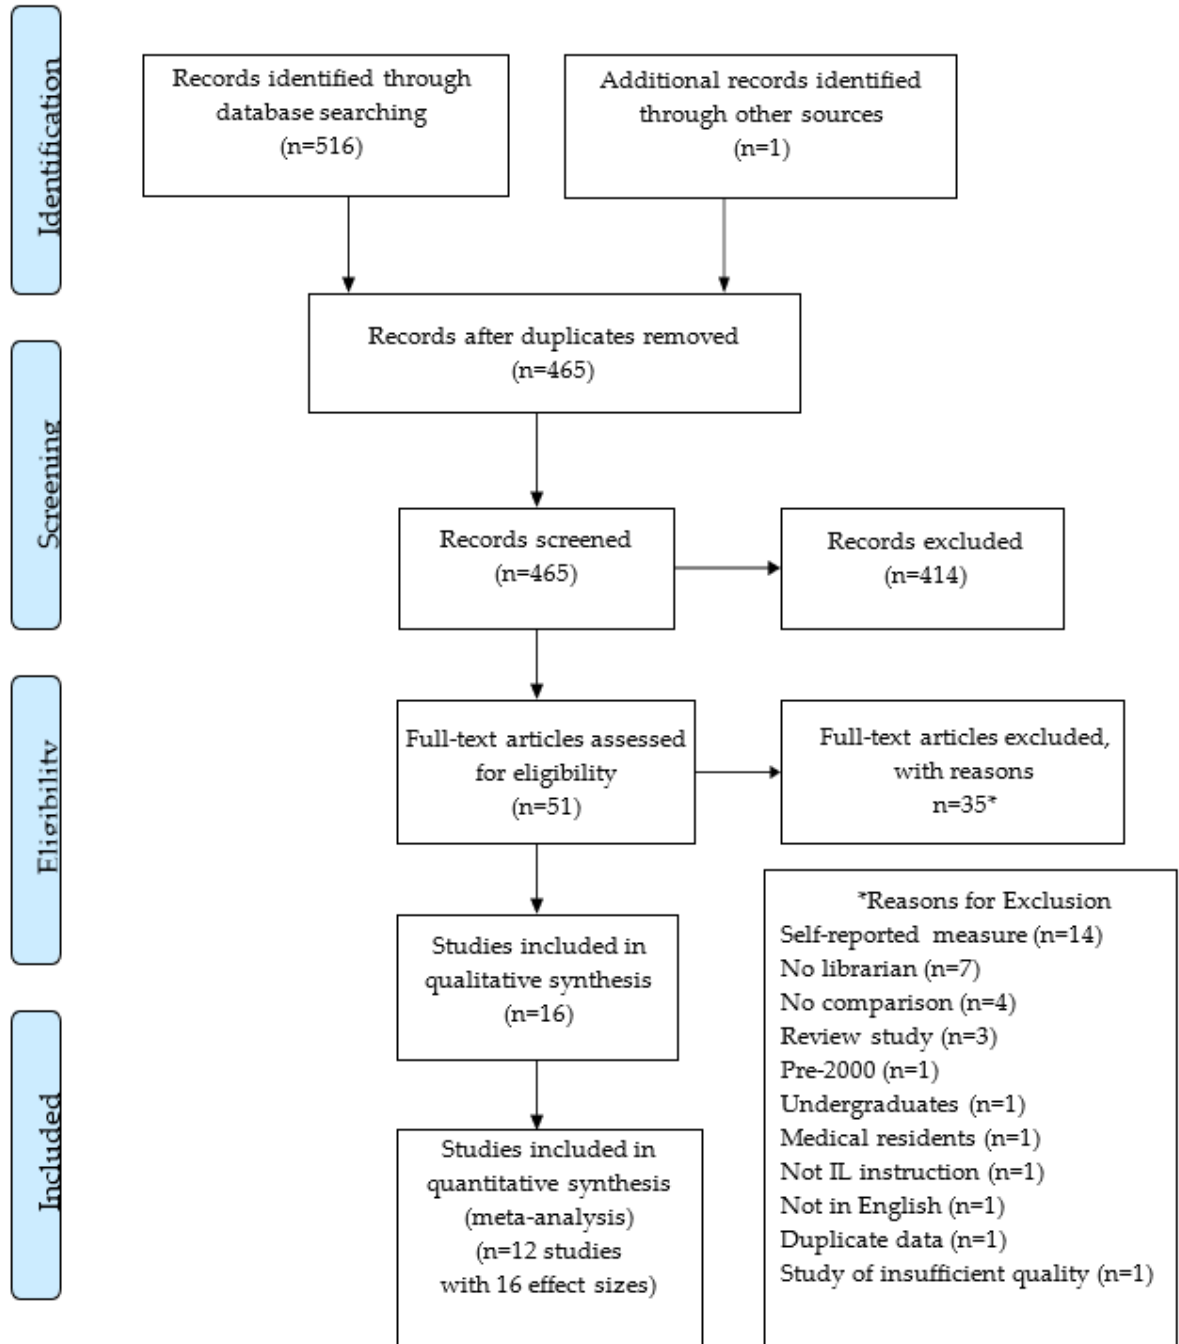 Identification
Records identified through
database searching
(n=516)
Additional records identified
through other sources
(n=1)
Records after duplicates removed
(n=465)
Screening
Records screened
(n=465)
Records excluded
(n=414)
Eligibility
Full-text articles assessed
for eligibility
(n=51)
Full-text articles excluded,
with reasons
n=35*
Studies included in
qualitative synthesis
(n=16)
*Reasons for Exclusion
Self-reported measure (n=14)
No librarian (n=7)
No comparison (n=4)
Review study (n=3)
Pre-2000 (n=1)
Undergraduates (n=1)
Medical residents (n=1)
Not IL instruction (n=1)
Not in English (n=1)
Duplicate data (n=1)
Study of insufficient quality (n=1)
Included
Studies included in
quantitative synthesis
(meta-analysis)
(n=12 studies
with 16 effect sizes)